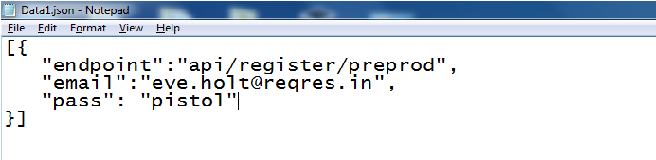 Data1.json - Notepad
File Edit Format View Help
[{
"endpoint":"api/register/preprod",
"email":"eve.holt@reqres.in",
"pass": "pistol"
}]